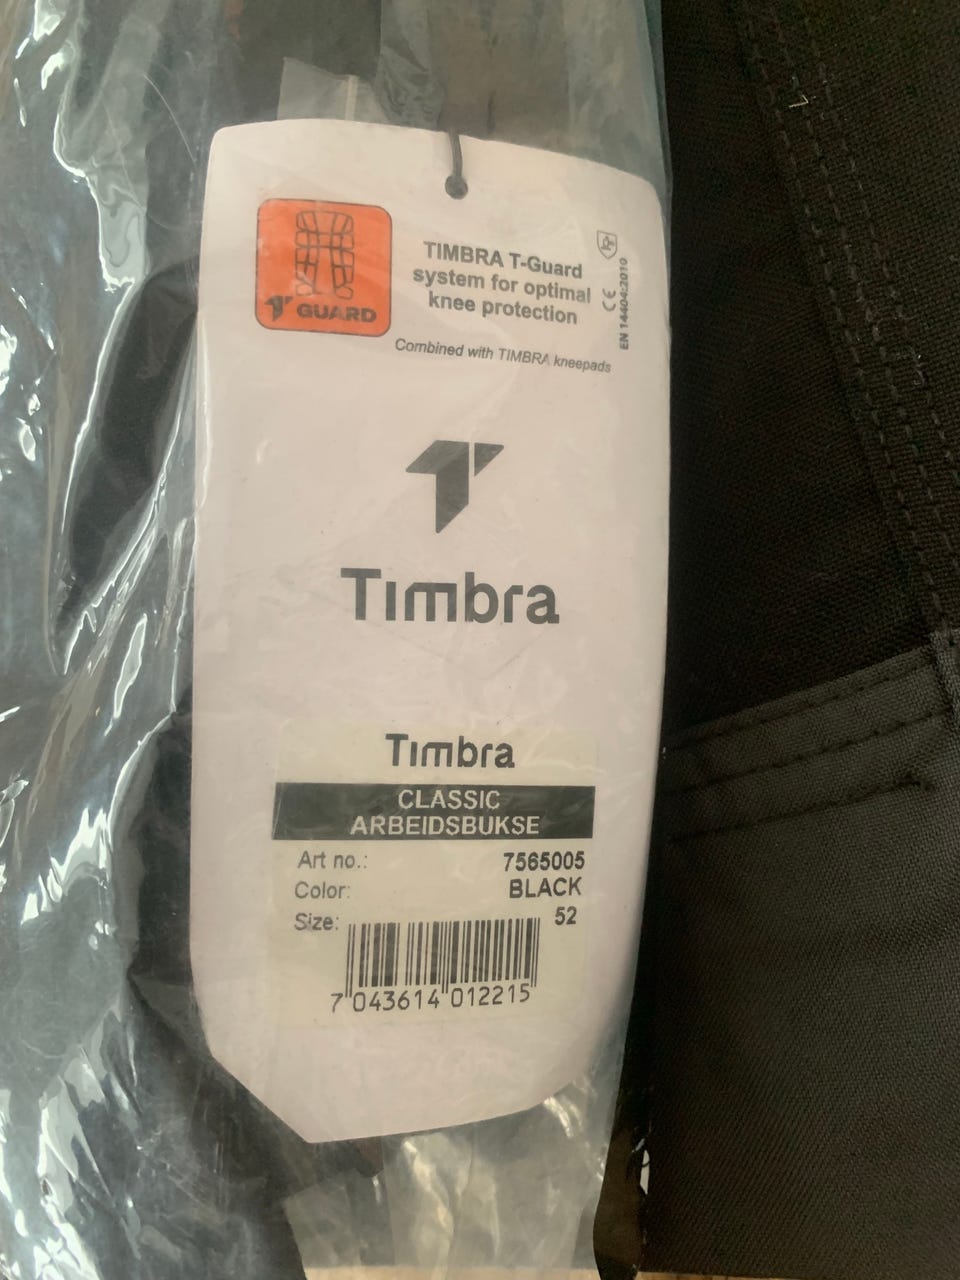 GUARD
TIMBRA T-Guard
system for optimal
knee protection
CE
EN 14404:2010
Combined with TIMBRA kneepads
Timbra
Timbra
CLASSIC
ARBEIDSBUKSE
Art no.: 7565005
Color: BLACK
Size: 52
7 043614 012215